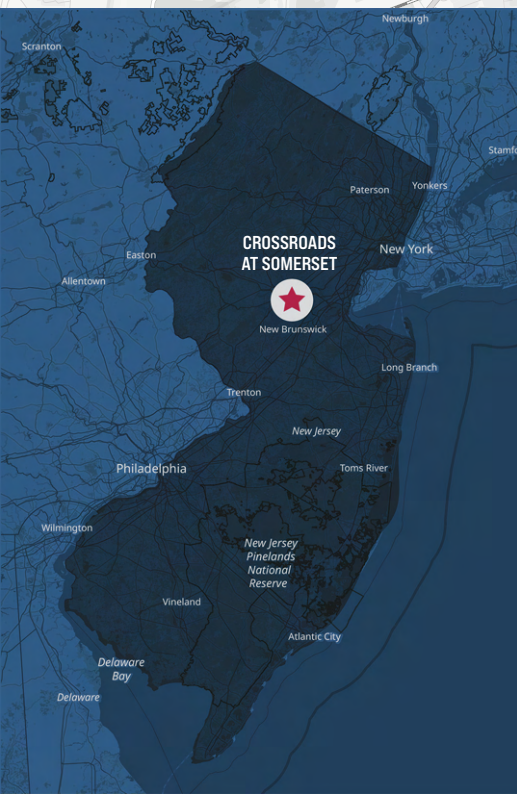 Newburgh
Scranton
Stamfo
Paterson
Yonkers
CROSSROADS
AT SOMERSET
New York
Easton
Allentown
New Brunswick
Long Branch
Trenton
New Jersey
Philadelphia
Toms River
Wilmington
New Jersey
Pinelands
National
Reserve
Vineland
Atlantic City
Delaware
Bay
Delaware